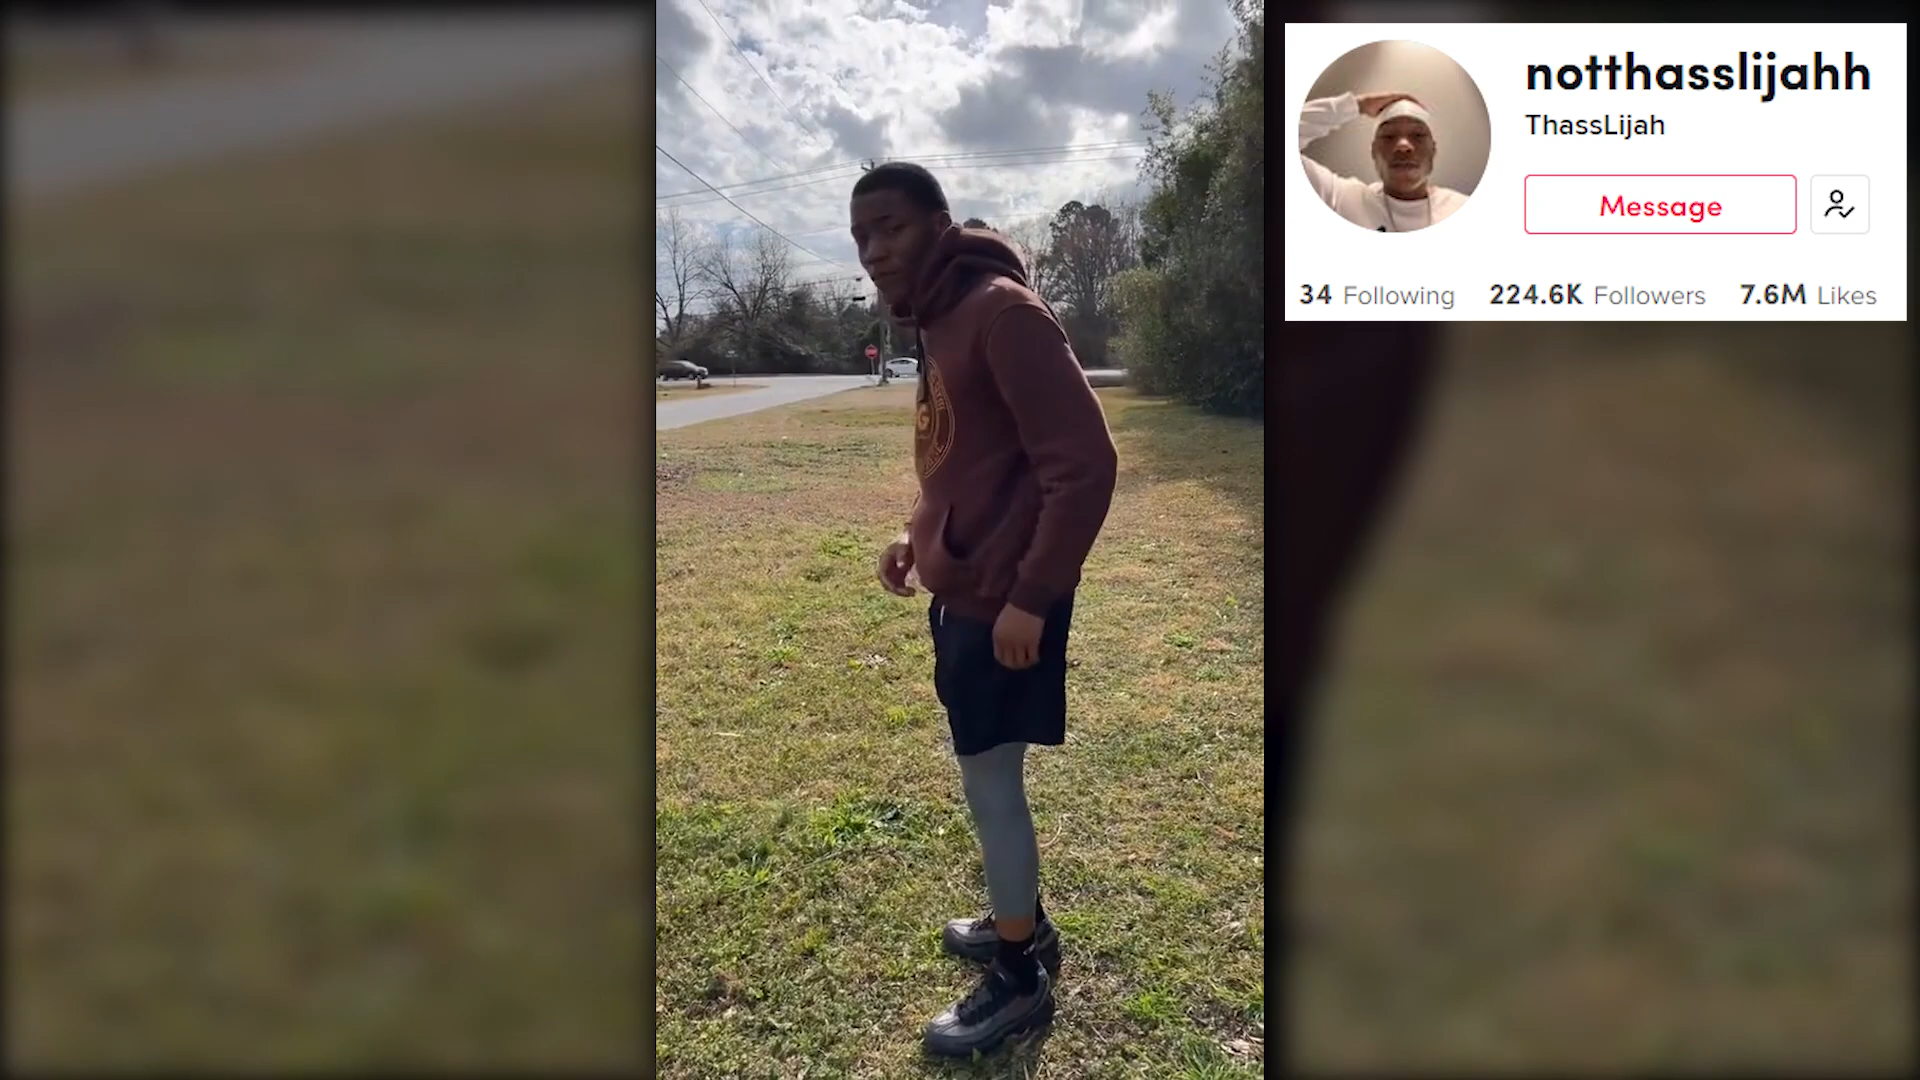 notthasslijahh
ThassLijah
Message
34 Following 224.6K Followers 7.6M Likes